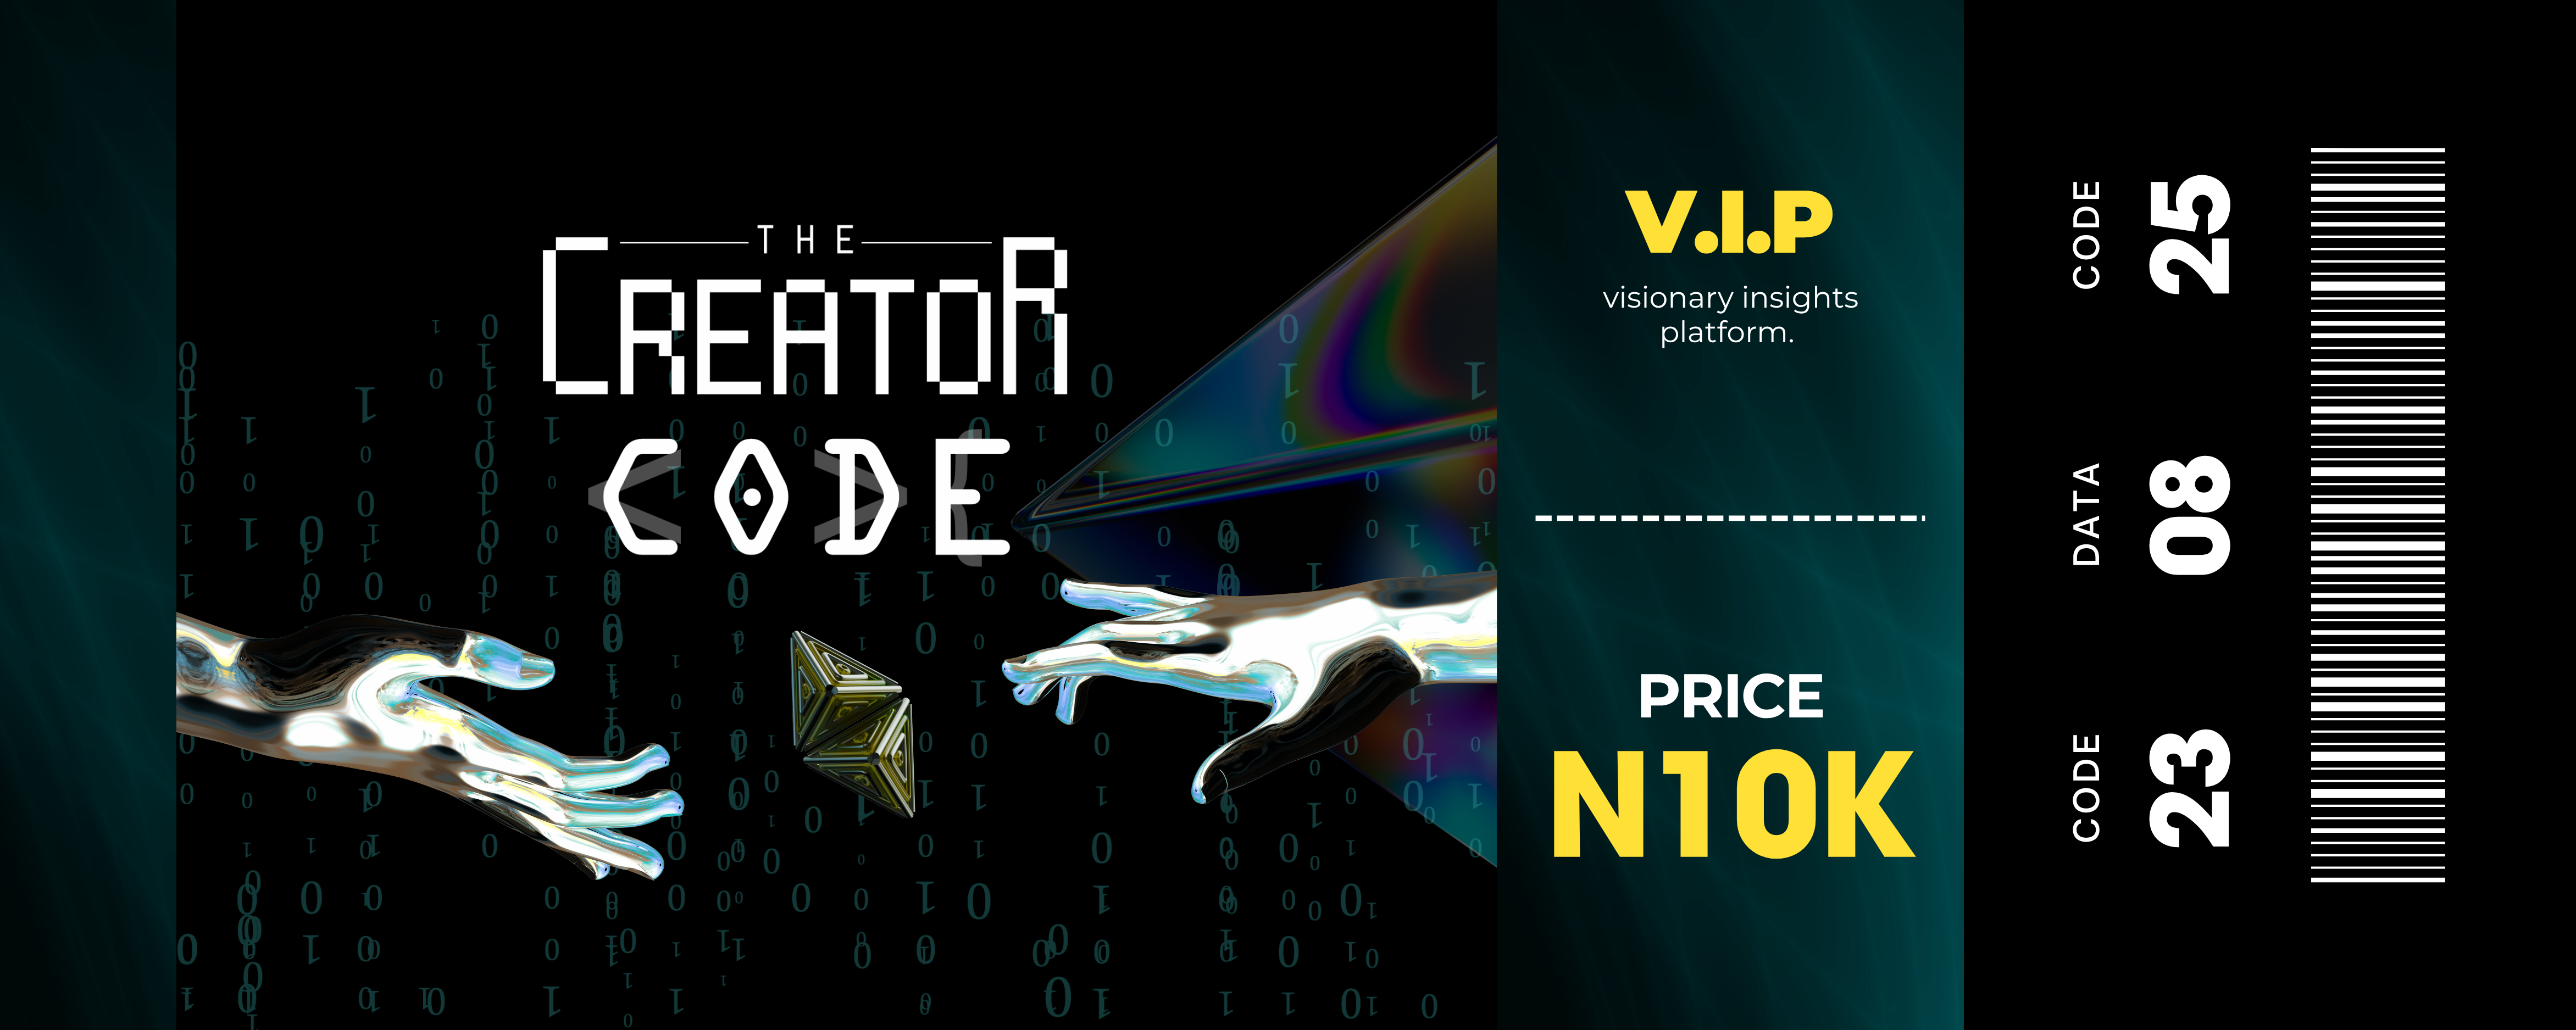 THE
CREATOR
CODE
V.I.P
visionary insights
platform.
PRICE
N10K
CODE
25
DATA
08
CODE
23